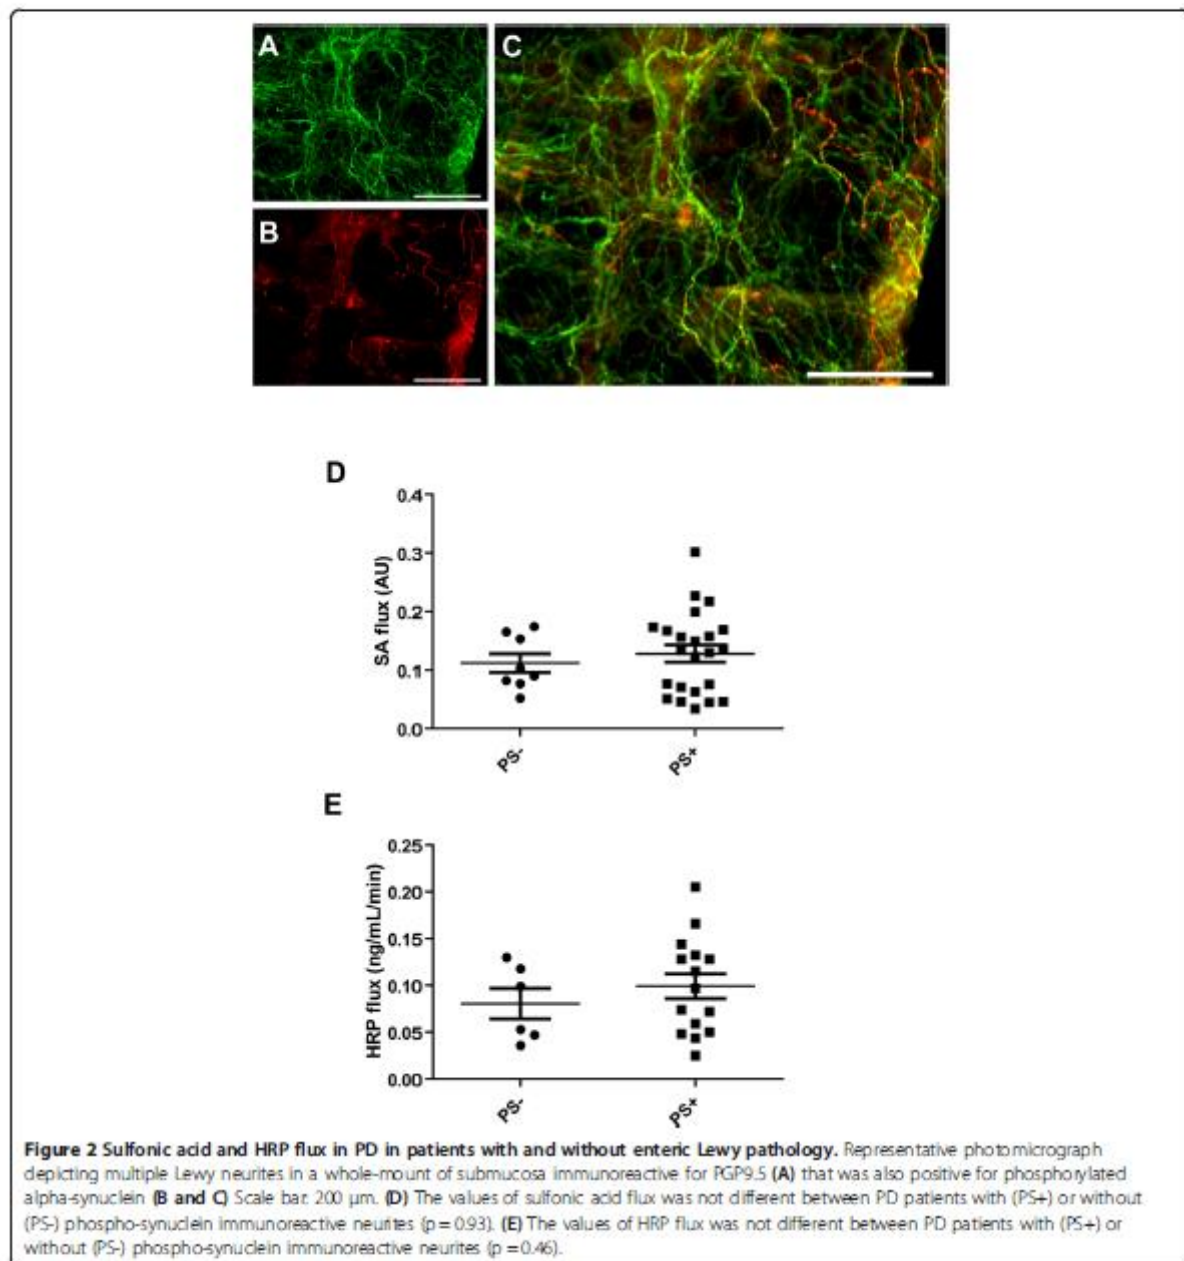 A
B
C
D
0.4
0.3
0.2
0.1
0.0
SA flux (AU)
PS-
PS+
E
0.25
0.20
0.15
0.10
0.05
0.00
HRP flux (ng/mL/min)
PS-
PS+
Figure 2 Sulfonic acid and HRP flux in PD in patients with and without enteric Lewy pathology. Representative photomicrograph
depicting multiple Lewy neurites in a whole-mount of submucosa immunoreactive for PGP9.5 (A) that was also positive for phosphorylated
alpha-synuclein (B and C) Scale bar: 200 μm. (D) The values of sulfonic acid flux was not different between PD patients with (PS+) or without
(PS-) phospho-synuclein immunoreactive neurites (p = 0.93). (E) The values of HRP flux was not different between PD patients with (PS+) or
without (PS-) phospho-synuclein immunoreactive neurites (p = 0.46).